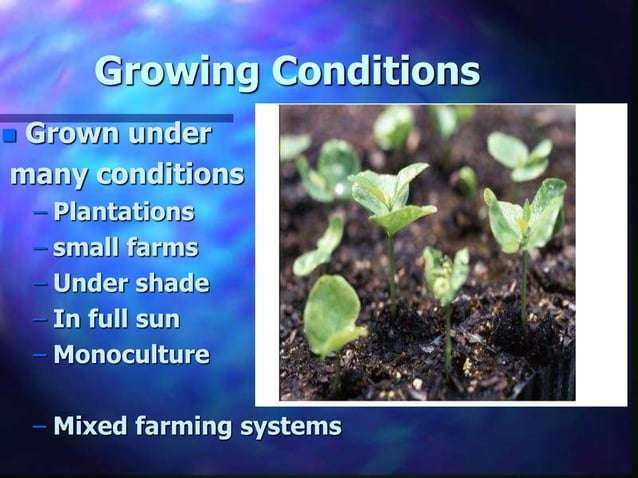 Growing Conditions
Grown under
many conditions
– Plantations
– small farms
– Under shade
– In full sun
– Monoculture
– Mixed farming systems